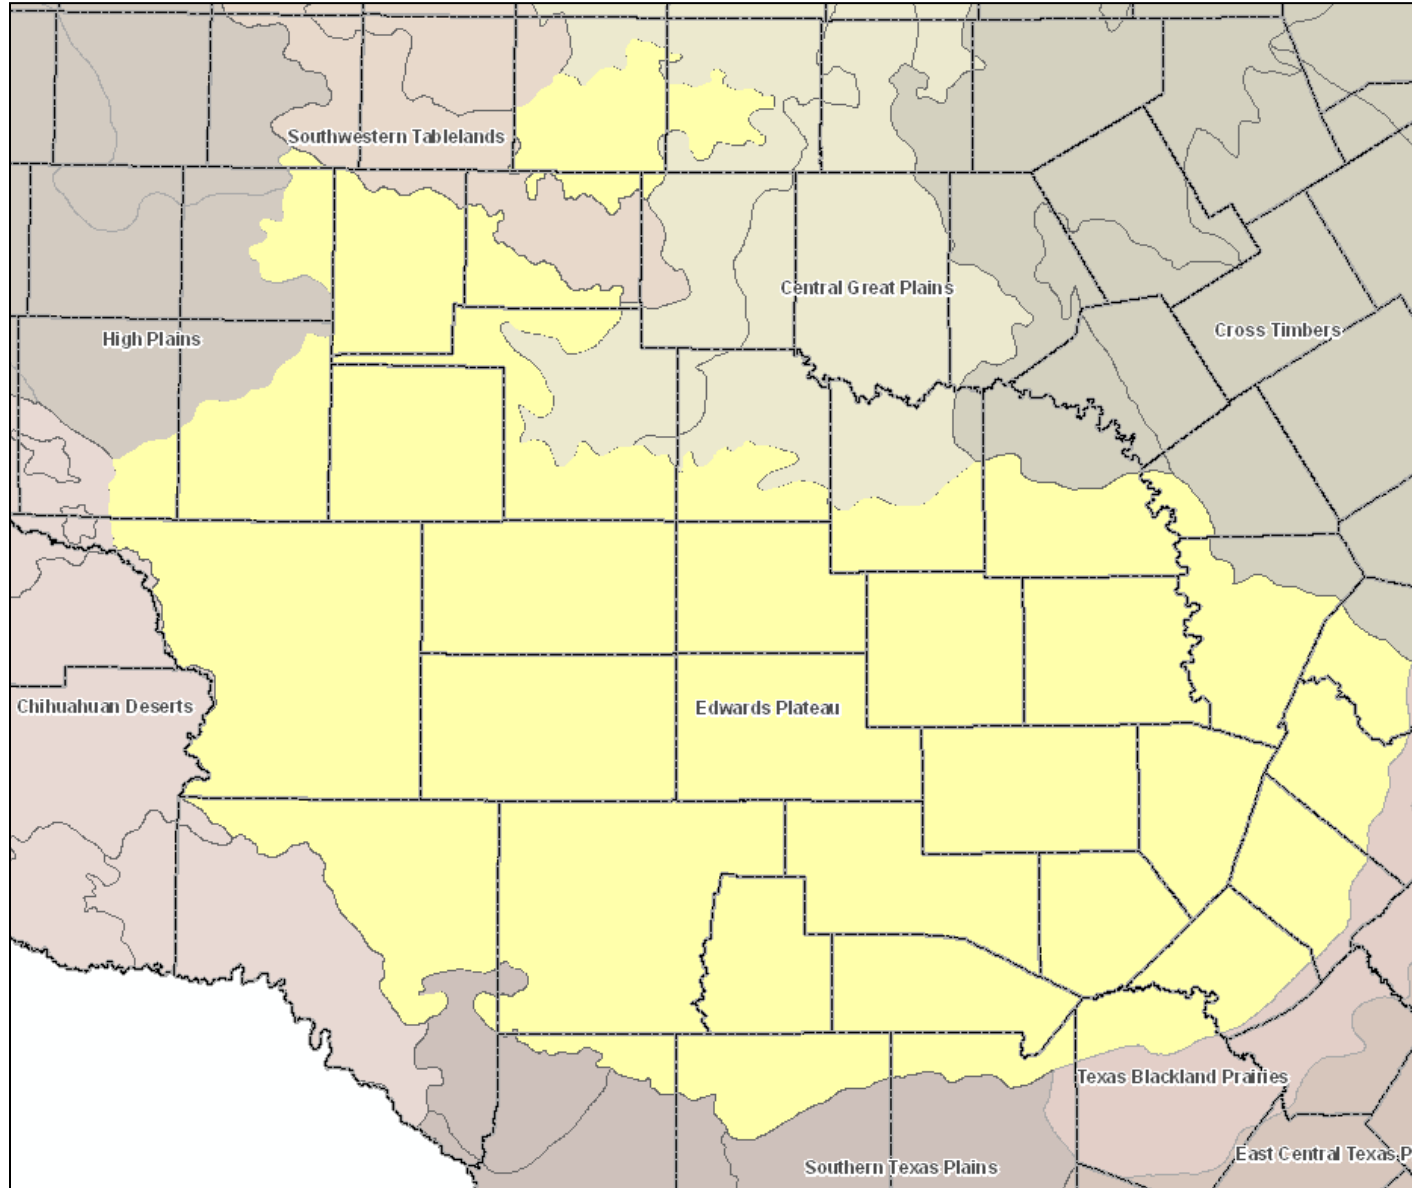 Southwestern Tablelands
Central Great Plains
High Plains
Cross Timbers
Chihuahuan Deserts
Edwards Plateau
Texas Blackland Prairies
East Central Texas P
Southern Texas Plains